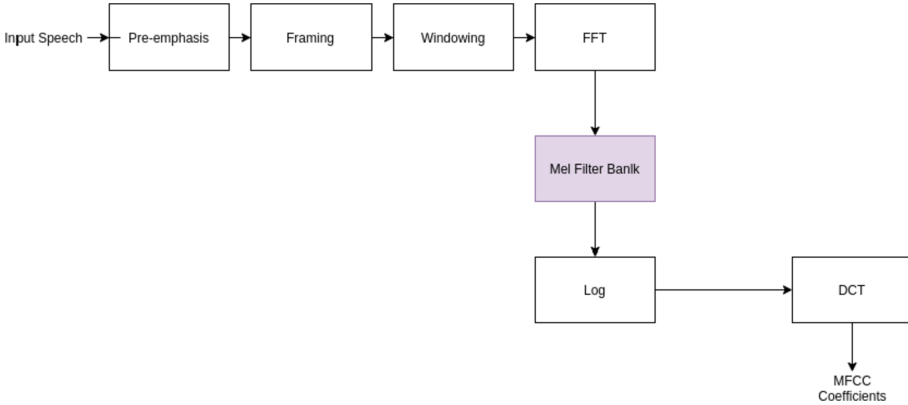 Input Speech
Pre-emphasis
Framing
Windowing
FFT
Mel Filter Banlk
Log
DCT
MFCC
Coefficients